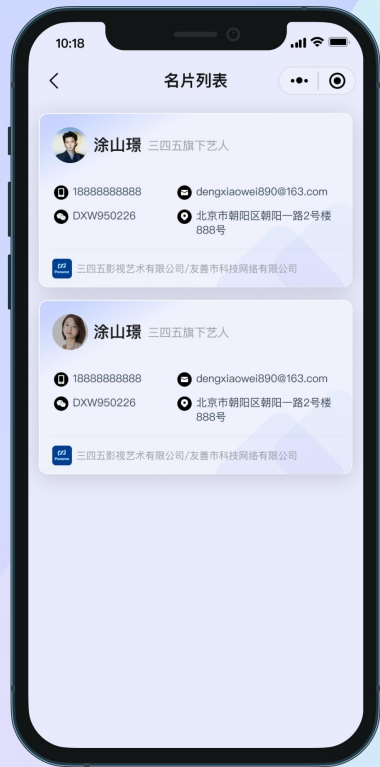 10:18
名片列表
涂山璟 三四五旗下艺人
18888888888 dengxiaowei890@163.com
DXW950226 北京市朝阳区朝阳一路2号楼
888号
三四五影视艺术有限公司/友善市科技网络有限公司
涂山璟 三四五旗下艺人
18888888888 dengxiaowei890@163.com
DXW950226 北京市朝阳区朝阳一路2号楼
888号
三四五影视艺术有限公司/友善市科技网络有限公司